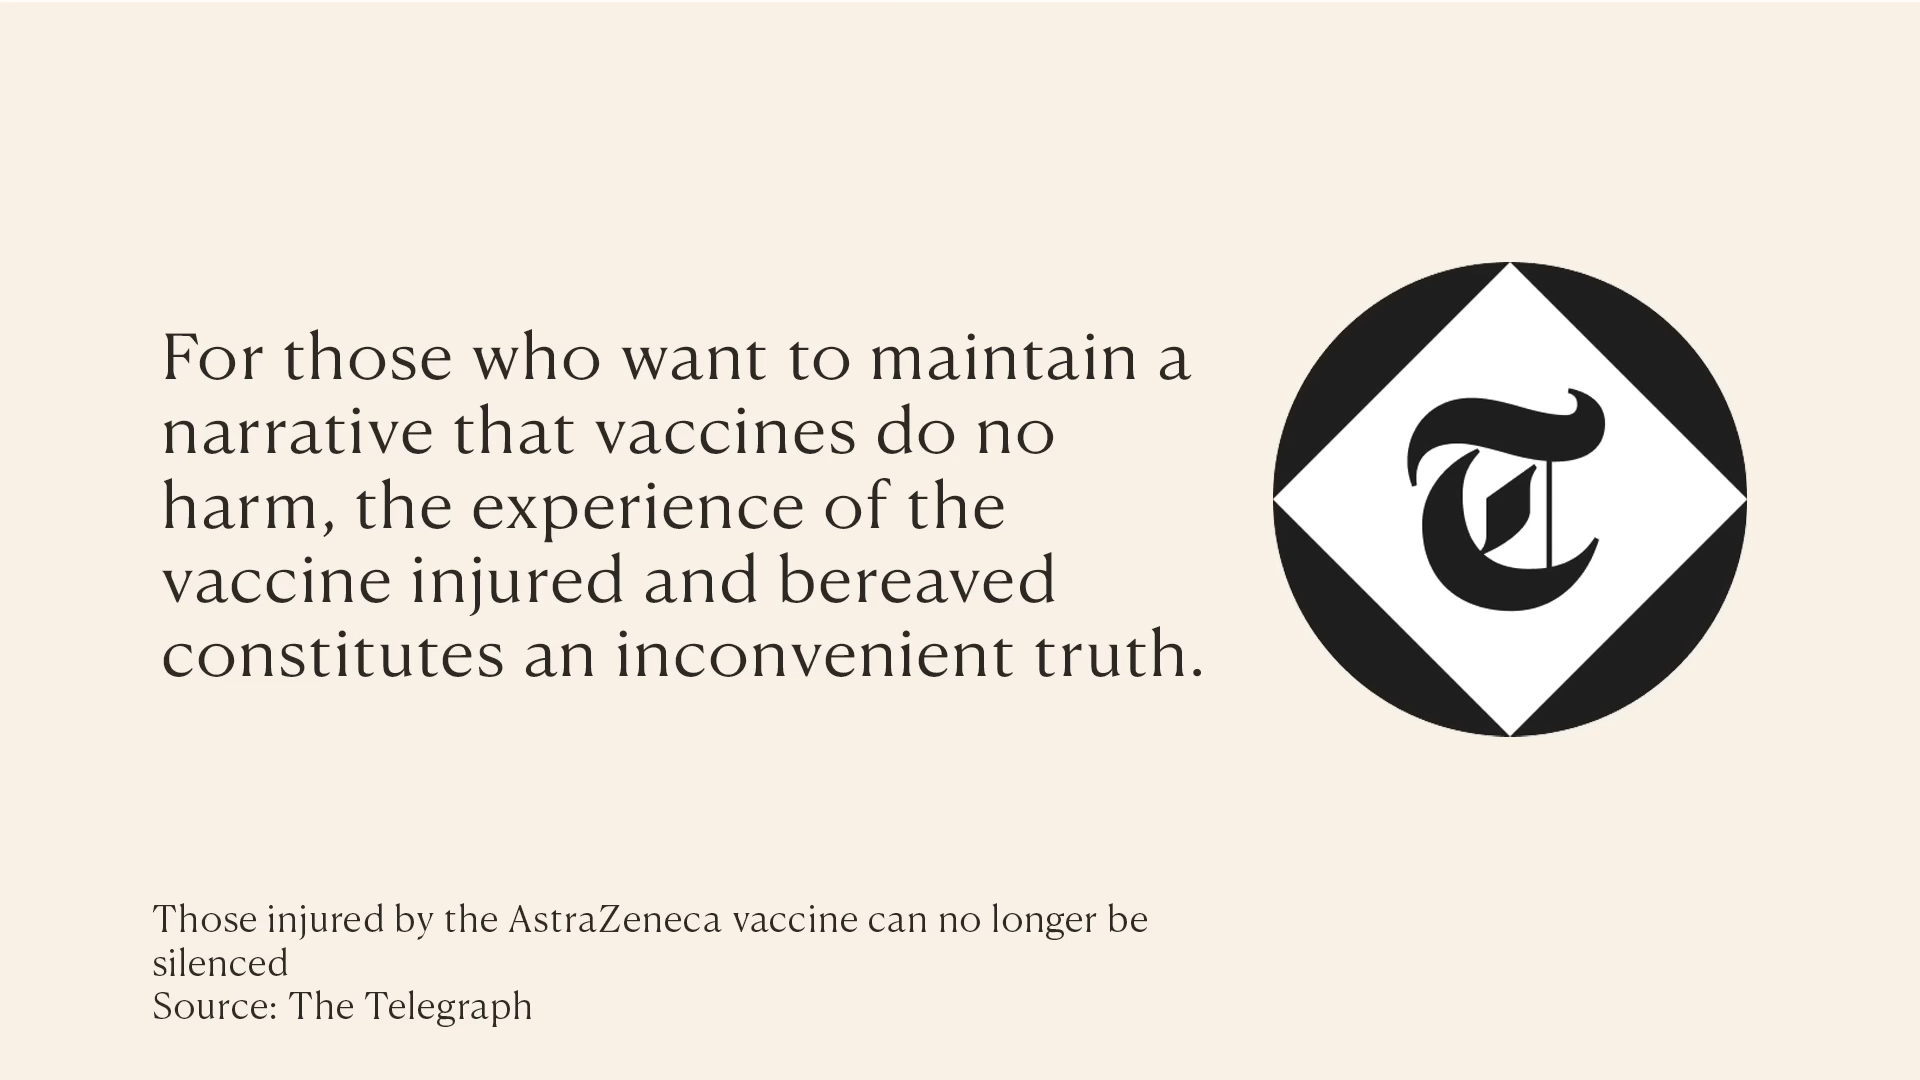 For those who want to maintain a
narrative that vaccines do no
harm, the experience of the
vaccine injured and bereaved
constitutes an inconvenient truth.
T
Those injured by the AstraZeneca vaccine can no longer be
silenced
Source: The Telegraph